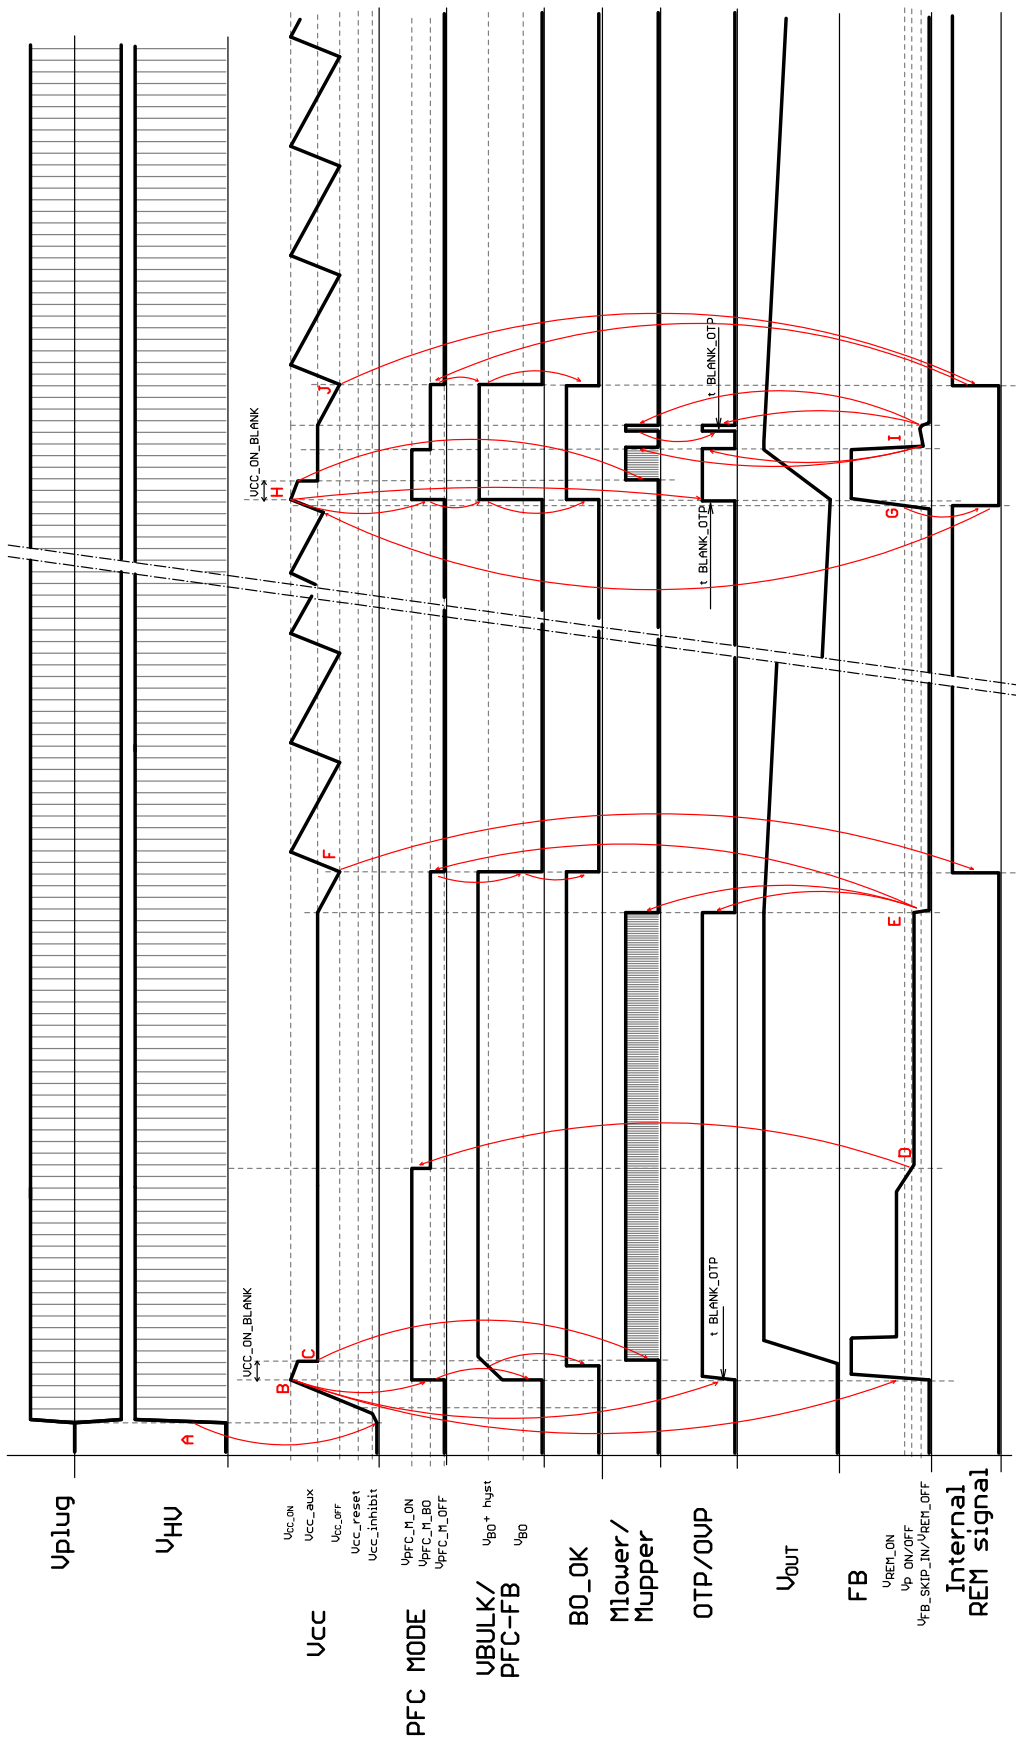 Vplug
VHV
Vcc
VCC_ON
Vcc_aux
VCC_OFF
Vcc_reset
Vcc_inhibit
VCC_ON_BLANK
VCC_ON_BLANK
PFC MODE
VPFC_M_ON
VPFC_M_BO
VPFC_M_OFF
VBULK/
PFC-FB
VBO+ hyst
VBO
BO_OK
Mlower/
Mupper
OTP/OVP
t BLANK_OTP
t BLANK_OTP
t BLANK_OTP
VOUT
FB
VREM_ON
VP ON/OFF
VFB_SKIP_IN/VREM_OFF
Internal
REM signal
A
B
C
D
E
F
G
H
I
J